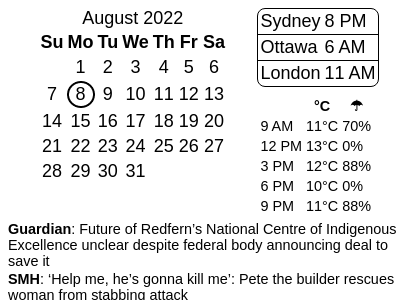 August 2022
Su Mo Tu We Th Fr Sa
1 2 3 4 5 6
7 8 9 10 11 12 13
14 15 16 17 18 19 20
21 22 23 24 25 26 27
28 29 30 31
Sydney 8 PM
Ottawa 6 AM
London 11 AM
°C ☂
9 AM 11°C 70%
12 PM 13°C 0%
3 PM 12°C 88%
6 PM 10°C 0%
9 PM 11°C 88%
Guardian: Future of Redfern’s National Centre of Indigenous
Excellence unclear despite federal body announcing deal to
save it
SMH: ‘Help me, he’s gonna kill me’: Pete the builder rescues
woman from stabbing attack